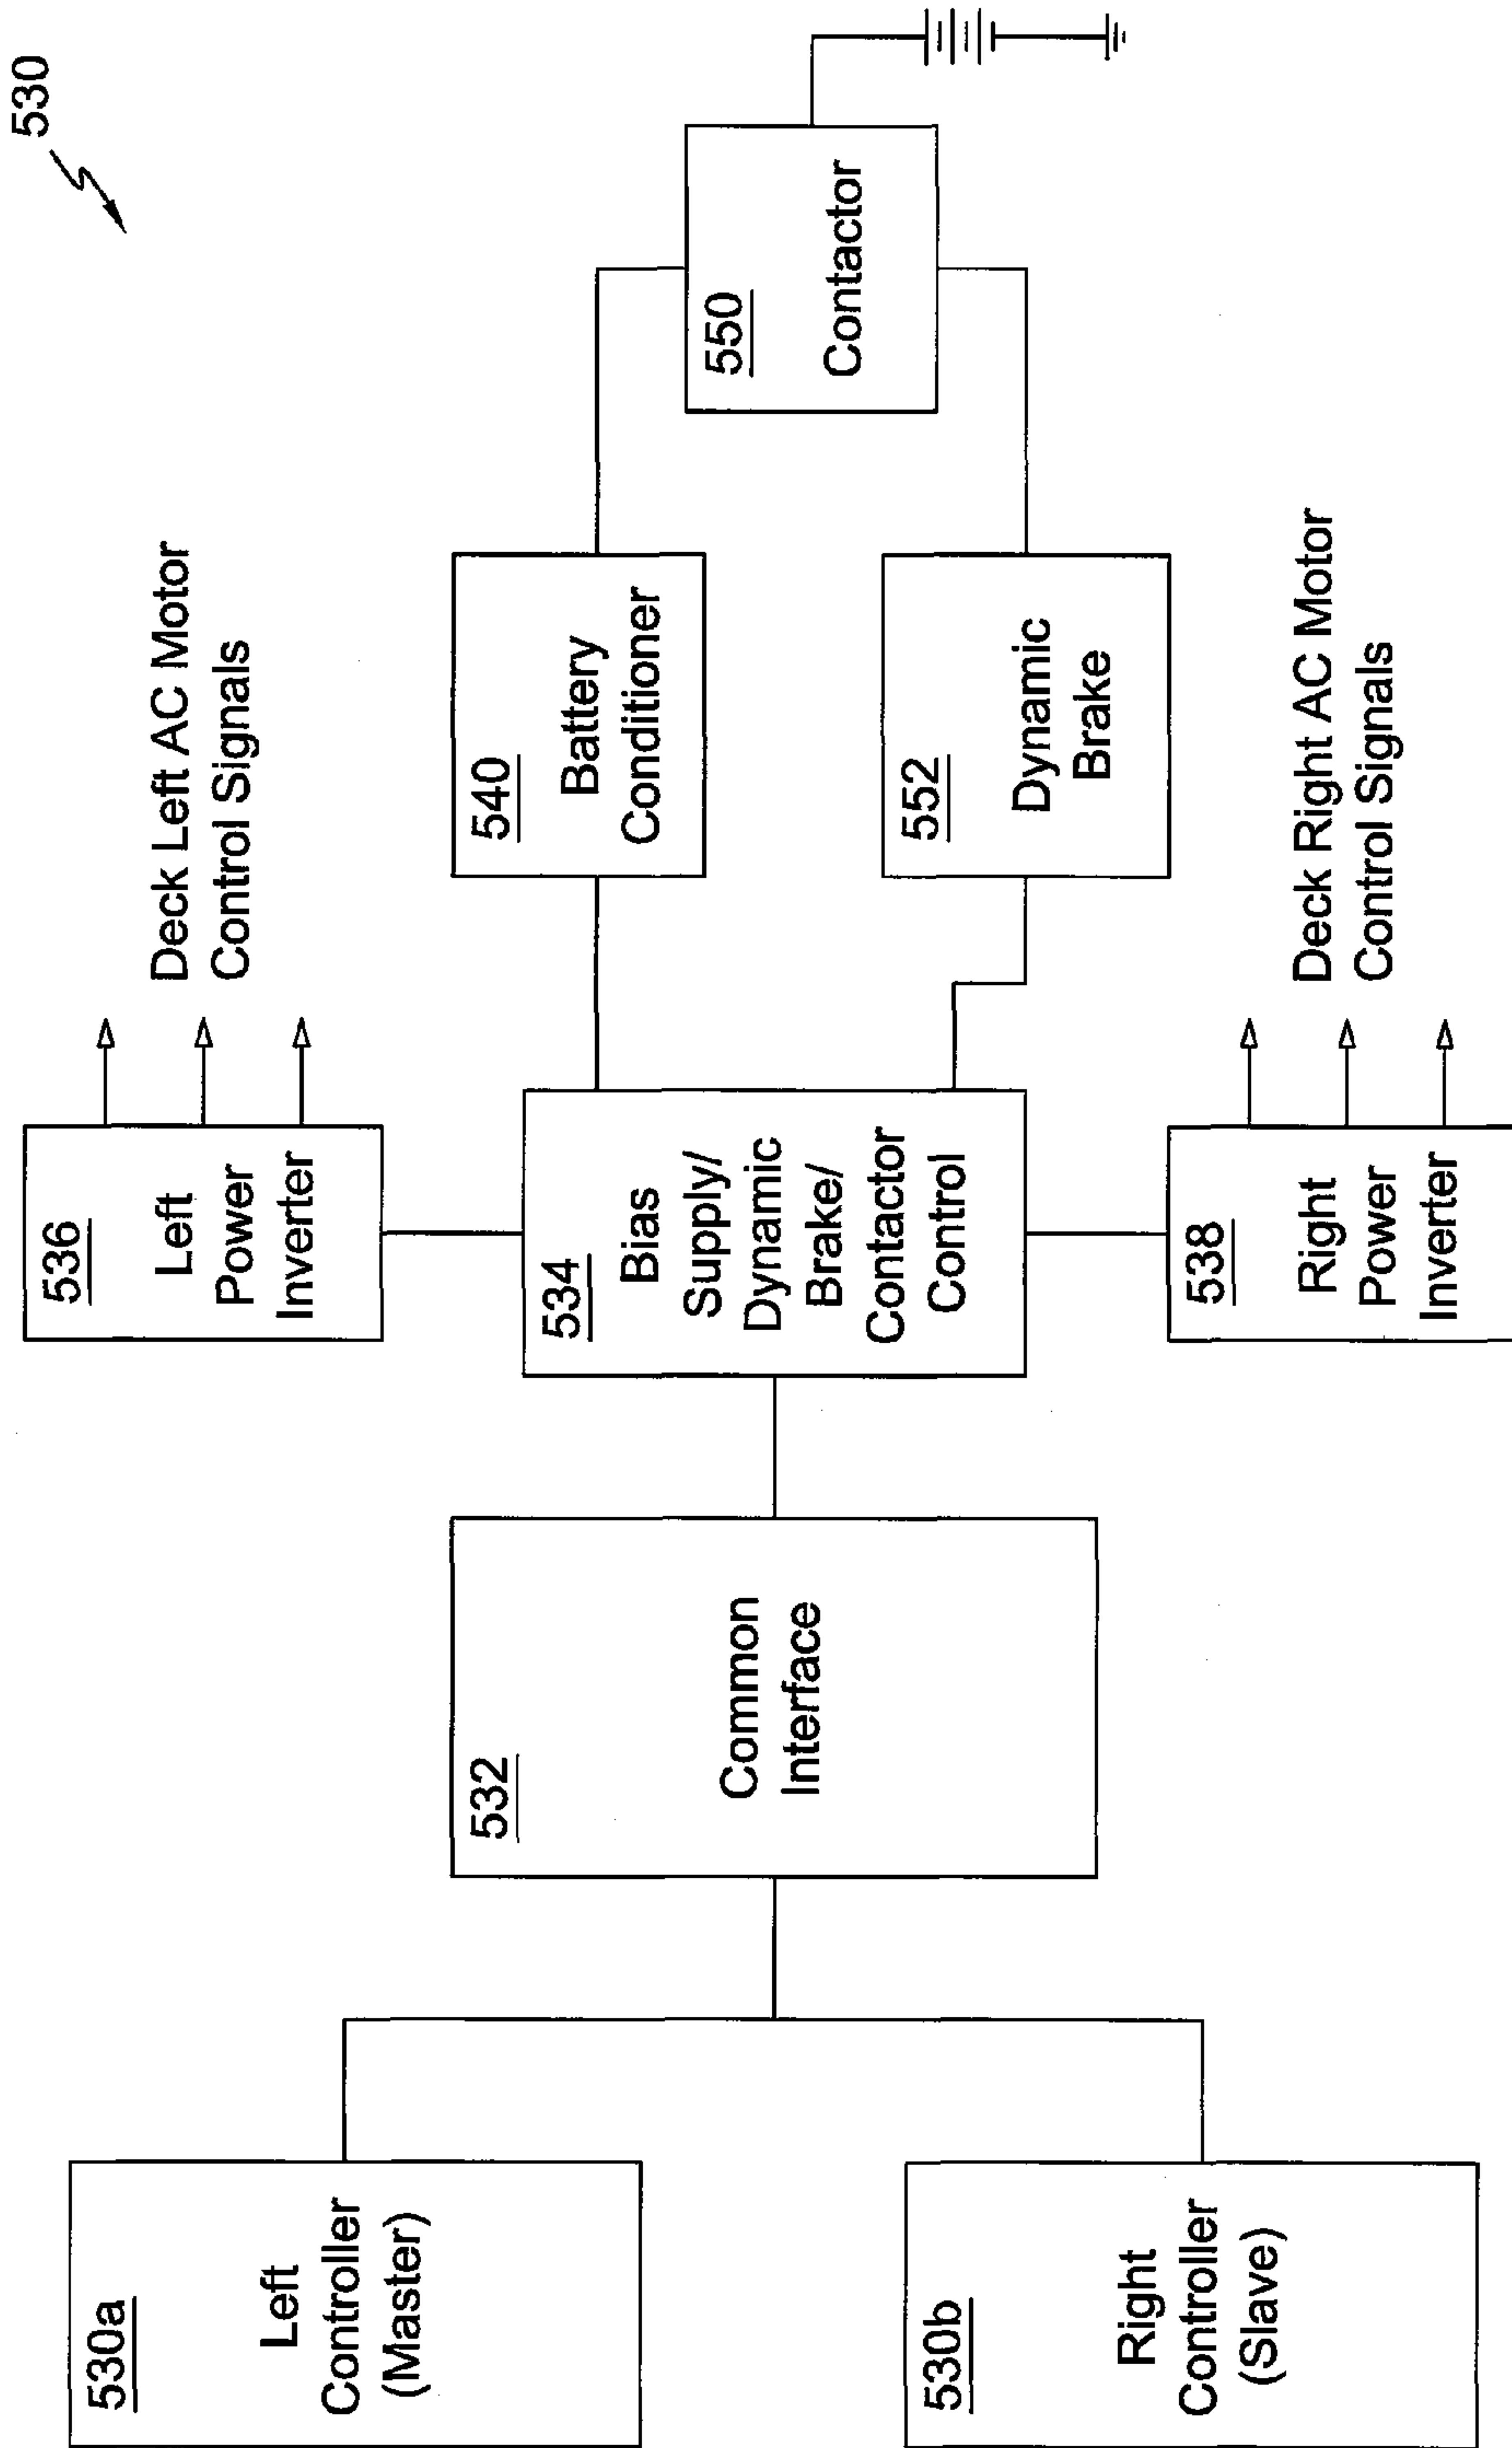 530
530a
Left
Controller
(Master)
530b
Right
Controller
(Slave)
532
Common
Interface
536
Left
Power
Inverter
Deck Left AC Motor
Control Signals
534
Bias
Supply/
Dynamic
Brake/
Contactor
Control
538
Right
Power
Inverter
Deck Right AC Motor
Control Signals
540
Battery
Conditioner
552
Dynamic
Brake
550
Contactor